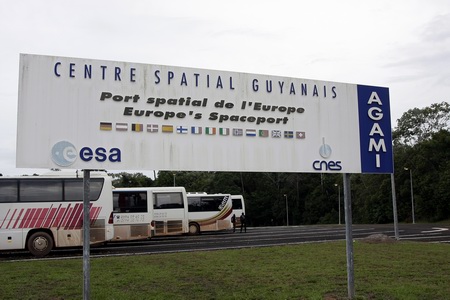 CENTRE SPATIAL GUYANAIS
Port spatial de l'Europe
Europe's Spaceport
esa
cnes
AGAMI